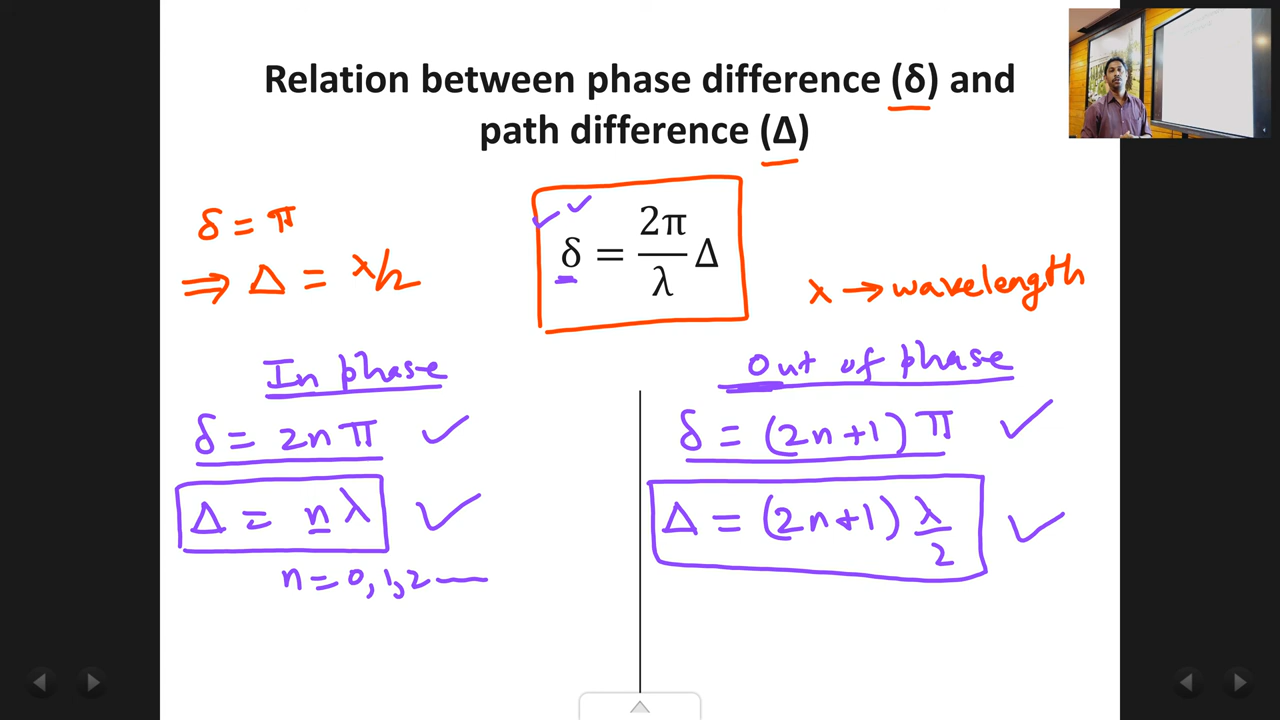 Relation between phase difference (δ) and
path difference (Δ)
δ = π
⇒ Δ = λ/2
δ = 2π/λ Δ
λ → wavelength
In phase
δ = 2nπ ✓
Δ = nλ ✓
n = 0, 1, 2 —
Out of phase
δ = (2n+1) π ✓
Δ = (2n+1) λ/2 ✓